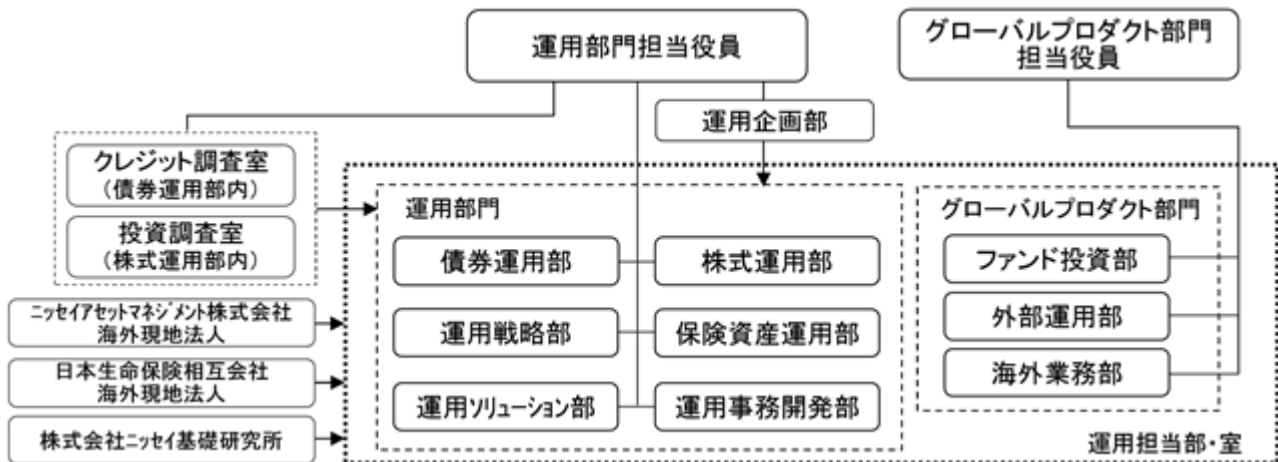 運用部門担当役員
グローバルプロダクト部門
担当役員
運用企画部
クレジット調査室
（債券運用部内）
投資調査室
（株式運用部内）
ニッセイアセットマネジメント株式会社
海外現地法人
日本生命保険相互会社
海外現地法人
株式会社ニッセイ基礎研究所
運用部門
債券運用部
株式運用部
運用戦略部
保険資産運用部
運用ソリューション部
運用事務開発部
グローバルプロダクト部門
ファンド投資部
外部運用部
海外業務部
運用担当部・室